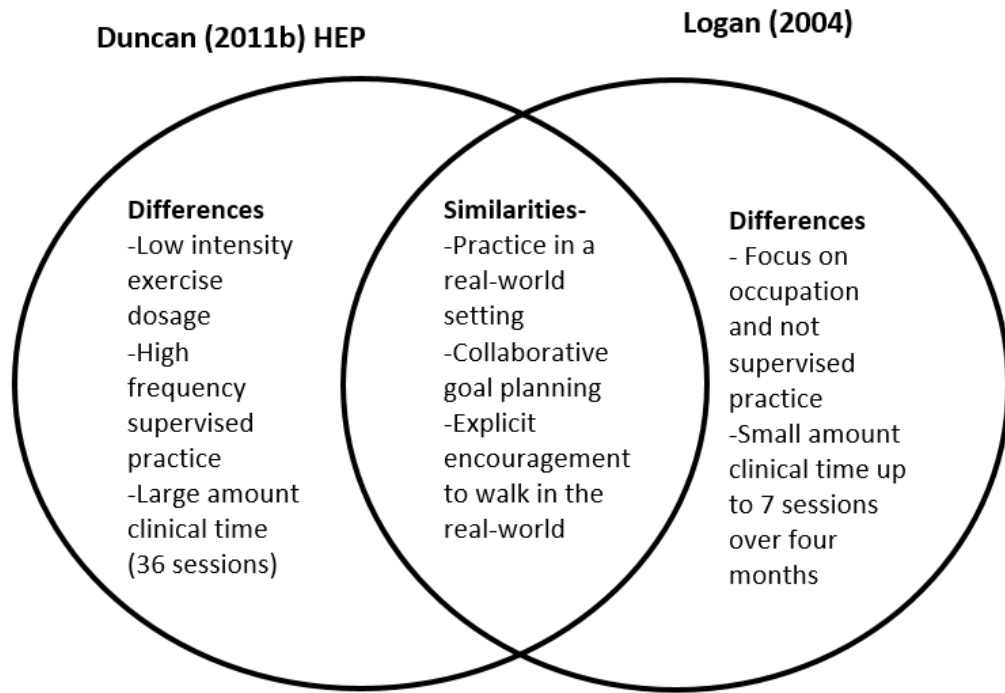 Duncan (2011b) HEP
Logan (2004)
Differences
-Low intensity
exercise
dosage
-High
frequency
supervised
practice
-Large amount
clinical time
(36 sessions)
Similarities-
-Practice in a
real-world
setting
-Collaborative
goal planning
-Explicit
encouragement
to walk in the
real-world
Differences
- Focus on
occupation
and not
supervised
practice
-Small amount
clinical time up
to 7 sessions
over four
months